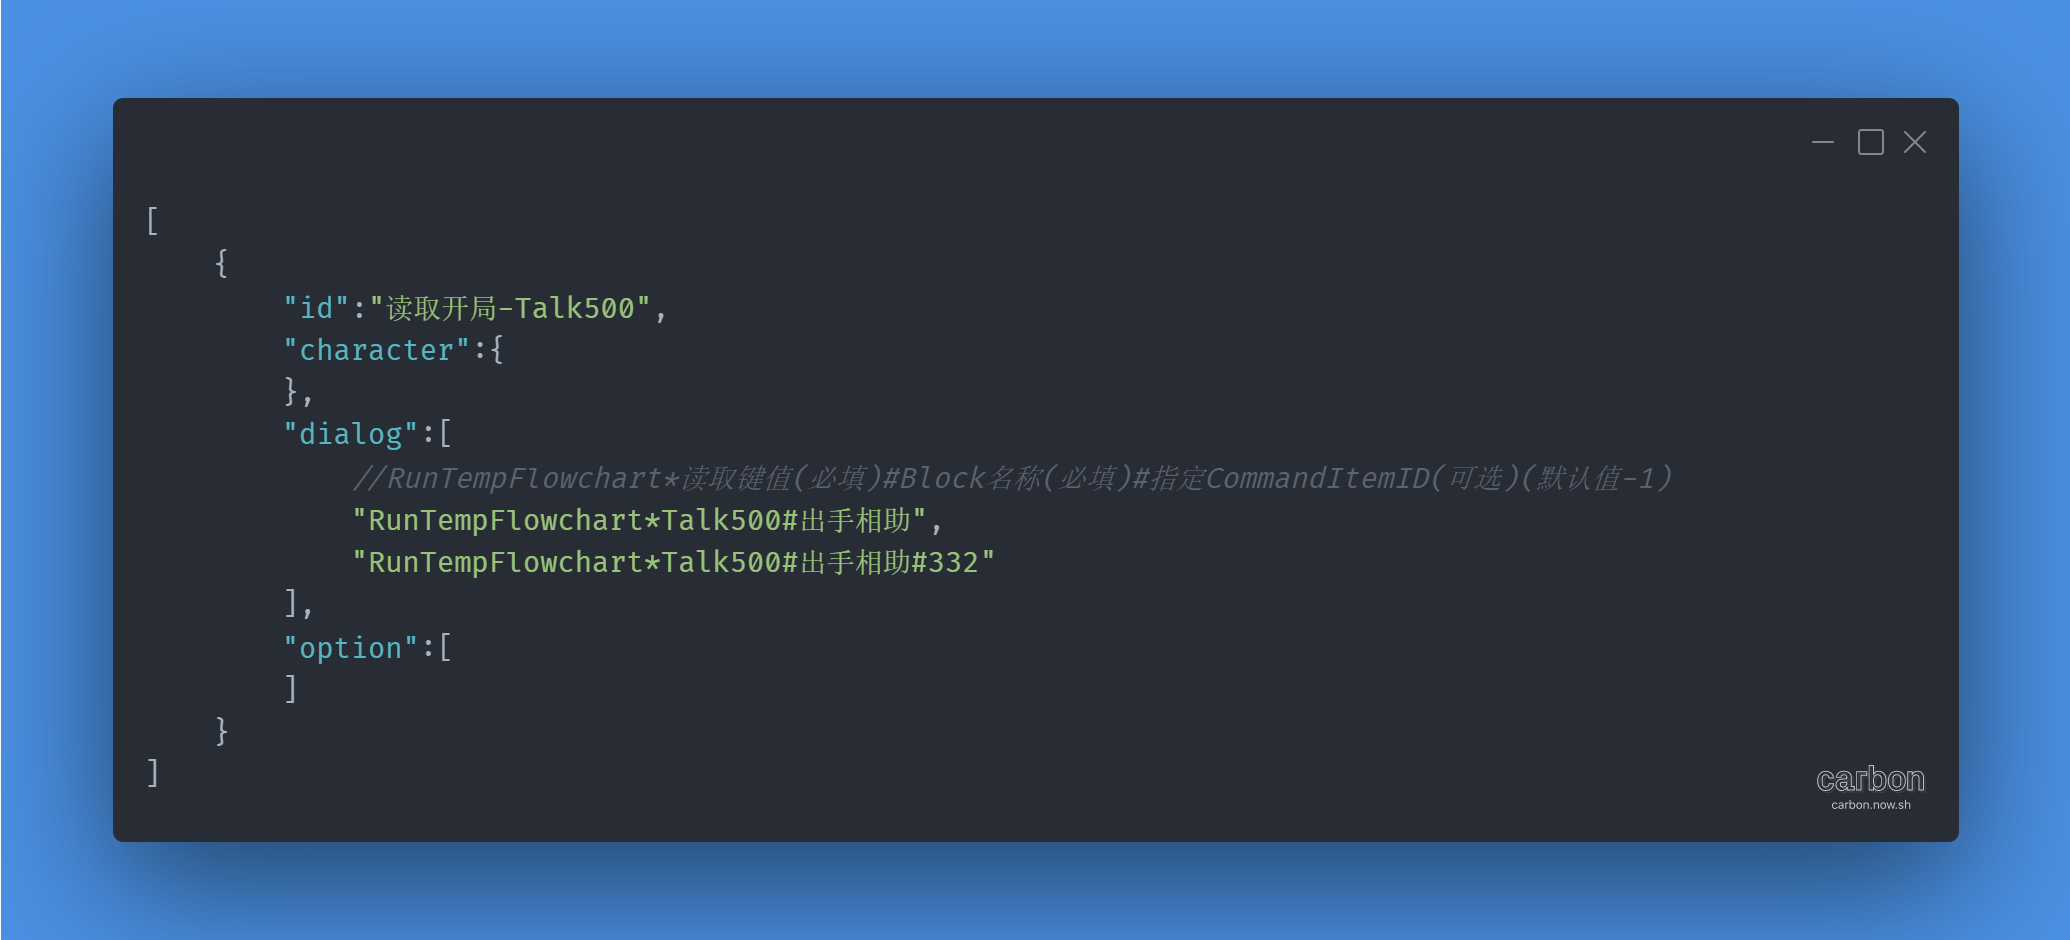 [
    {
        "id":"读取开局-Talk500",
        "character":{
        },
        "dialog":[
            //RunTempFlowchart*读取键值(必填)#Block名称(必填)#指定CommandItemID(可选)(默认值-1)
            "RunTempFlowchart*Talk500#出手相助",
            "RunTempFlowchart*Talk500#出手相助#332"
        ],
        "option":[
        ]
    }
]
carbon
carbon.now.sh